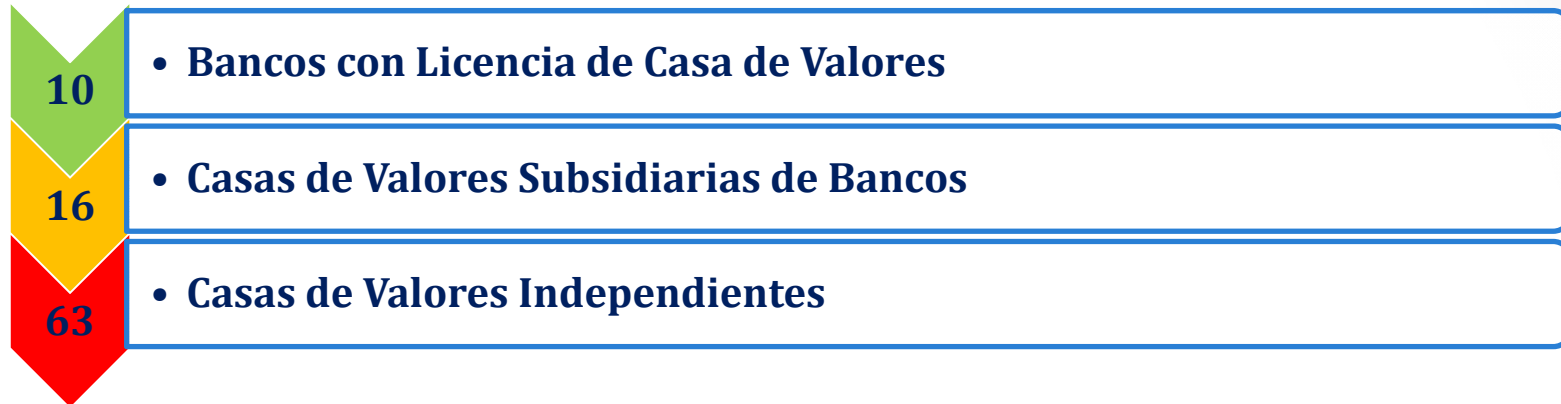 10
• Bancos con Licencia de Casa de Valores
16
• Casas de Valores Subsidiarias de Bancos
63
• Casas de Valores Independientes